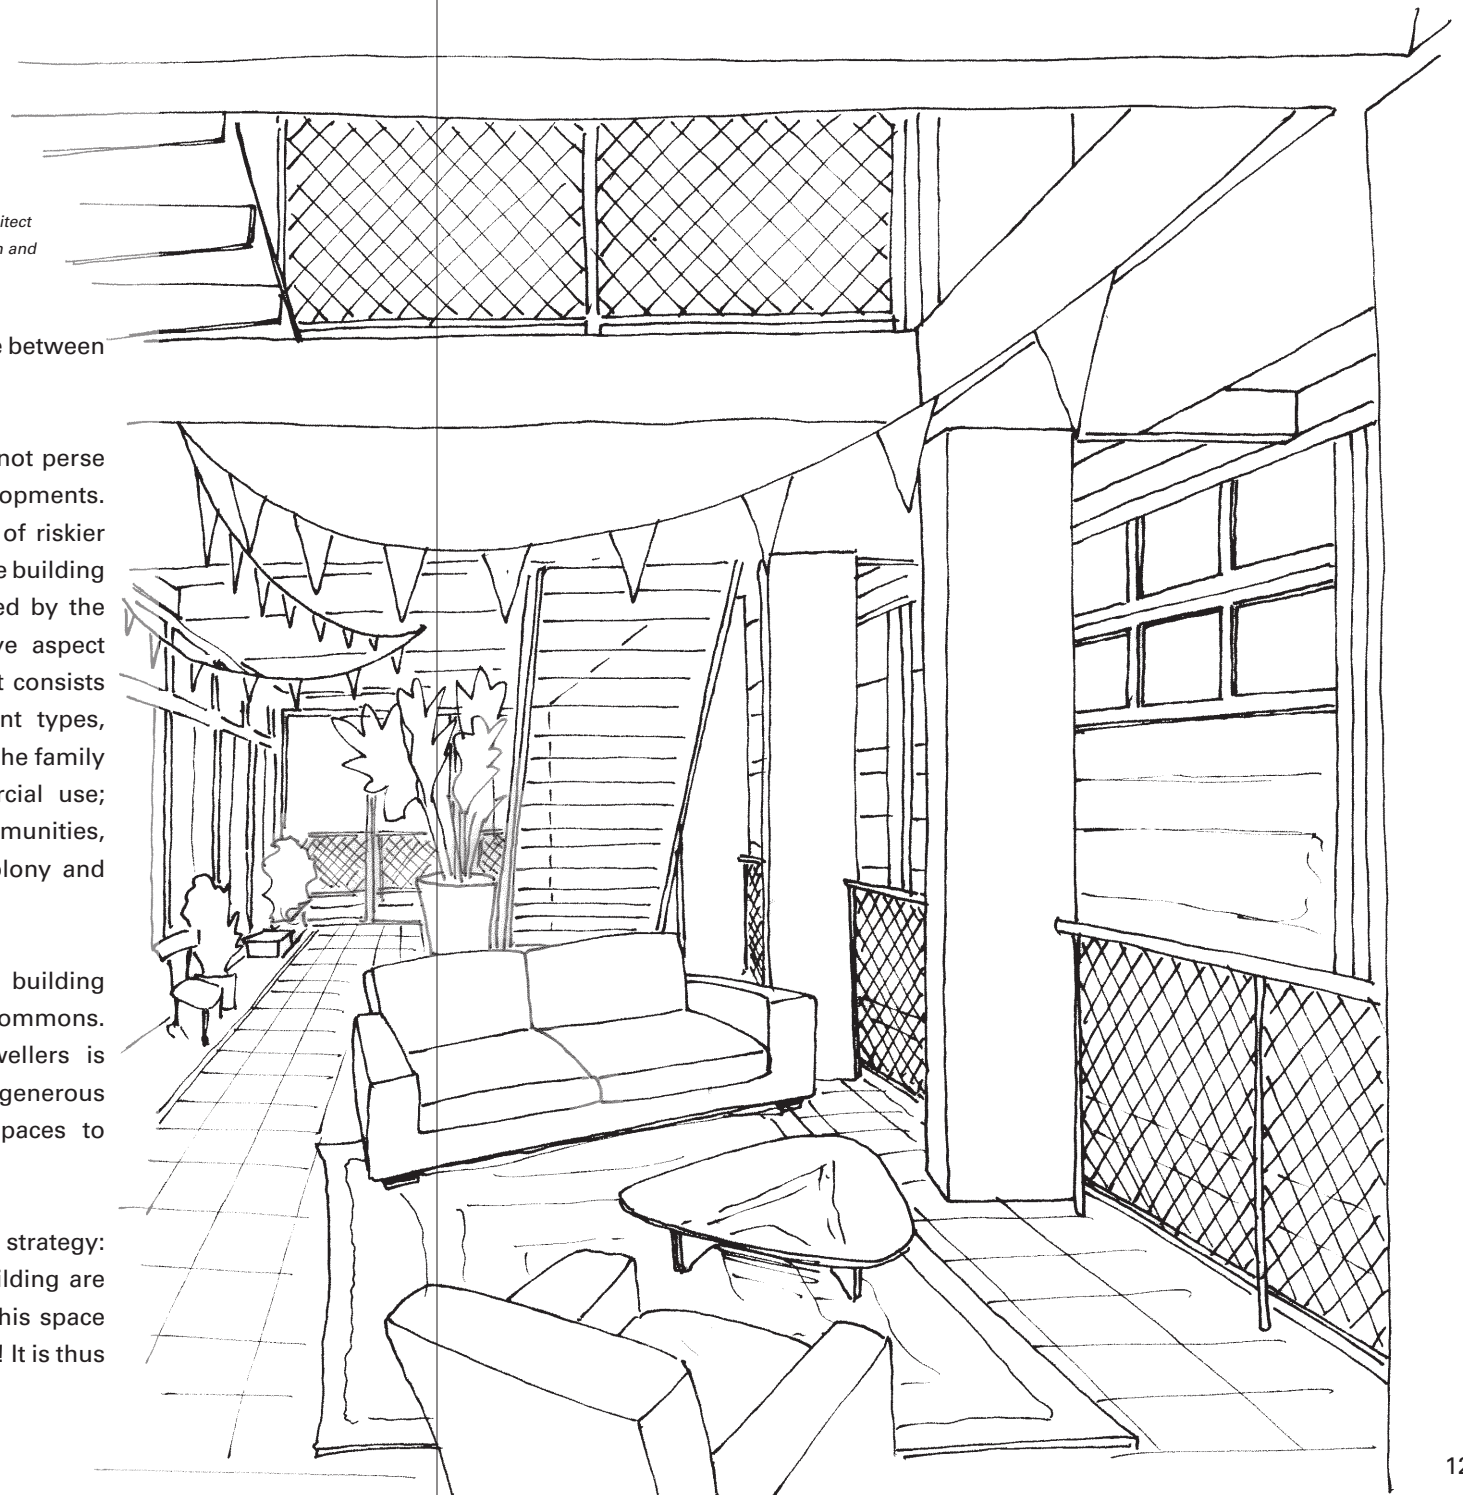 itect
n and
e between
not perse
opments.
of riskier
e building
ed by the
ve aspect
t consists
nt types,
he family
rcial use;
munities,
olony and
building
ommons.
vellers is
generous
paces to
strategy:
ilding are
his space
! It is thus
12